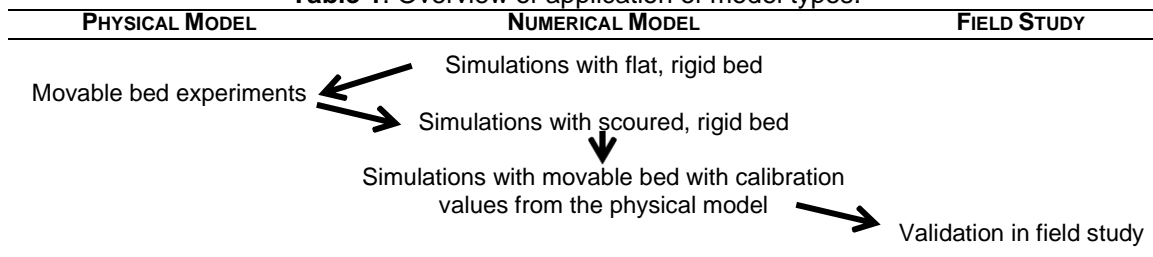 Table 1. Overview of application of model types.
PHYSICAL MODEL NUMERICAL MODEL FIELD STUDY
Simulations with flat, rigid bed
Movable bed experiments
Simulations with scoured, rigid bed
Simulations with movable bed with calibration
values from the physical model
Validation in field study